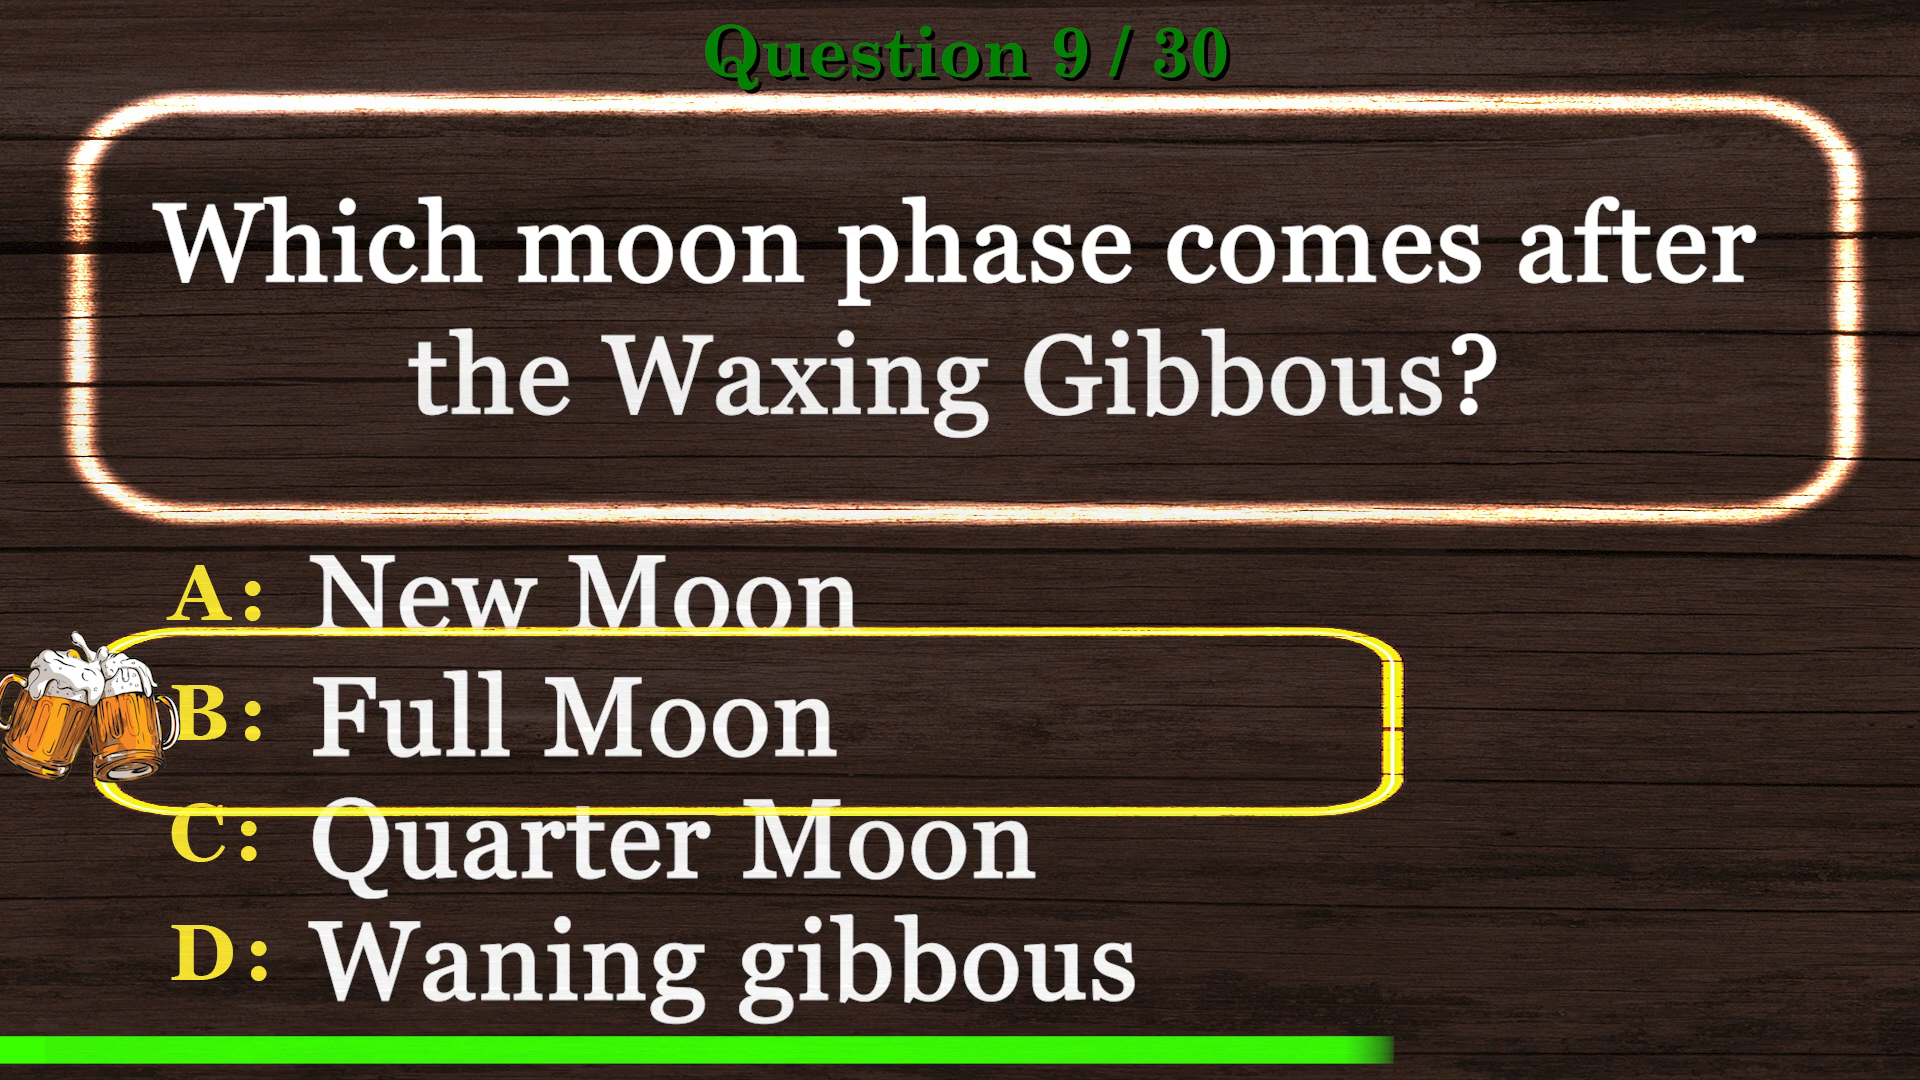 Question 9 / 30
Which moon phase comes after
the Waxing Gibbous?
A: New Moon
B: Full Moon
C: Quarter Moon
D: Waning gibbous